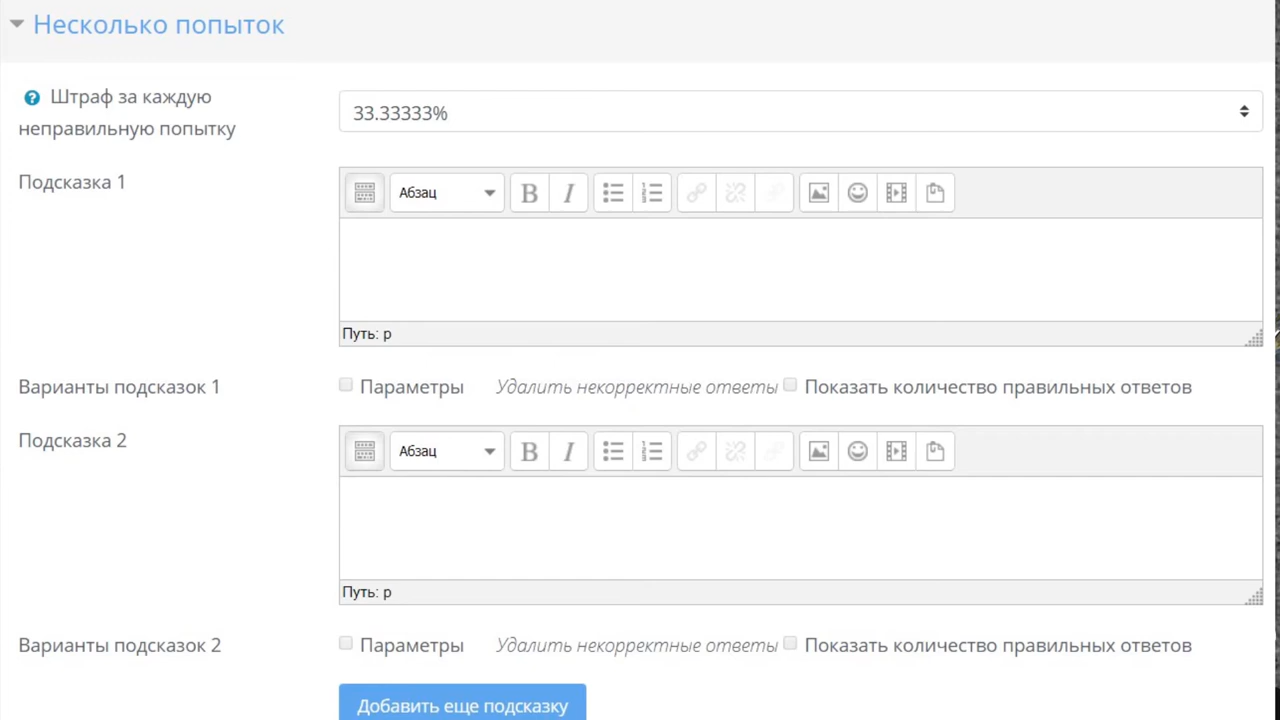 Несколько попыток
Штраф за каждую
неправильную попытку
33.33333%
Подсказка 1
Абзац
B I
Путь: p
Варианты подсказок 1
Параметры Удалить некорректные ответы Показать количество правильных ответов
Подсказка 2
Абзац
B I
Путь: p
Варианты подсказок 2
Параметры Удалить некорректные ответы Показать количество правильных ответов
Добавить еще подсказку